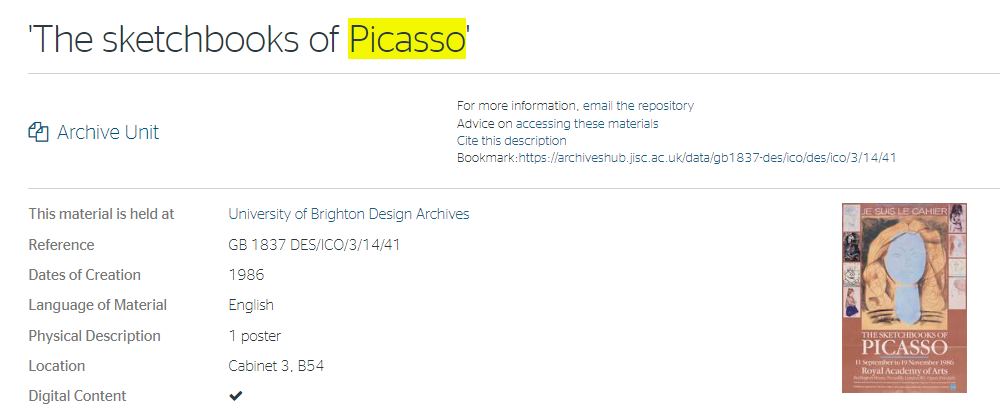 'The sketchbooks of Picasso'
Archive Unit
For more information, email the repository
Advice on accessing these materials
Cite this description
Bookmark:https://archiveshub.jisc.ac.uk/data/gb1837-des/ico/des/ico/3/14/41
This material is held at University of Brighton Design Archives
Reference GB 1837 DES/ICO/3/14/41
Dates of Creation 1986
Language of Material English
Physical Description 1 poster
Location Cabinet 3, B54
Digital Content ✔
JE SUIS LE CAHIER
THE SKETCHBOOKS OF
PICASSO
11 September to 19 November 1986
Royal Academy of Arts